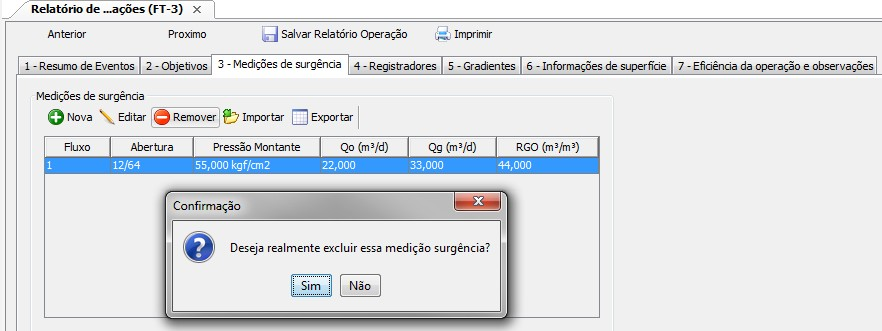 Relatório de ...ações (FT-3)
Anterior Proximo Salvar Relatório Operação Imprimir
1 - Resumo de Eventos 2 - Objetivos 3 - Medições de surgência 4 - Registradores 5 - Gradientes 6 - Informações de superfície 7 - Eficiência da operação e observações
Medições de surgência
Nova Editar Remover Importar Exportar
Fluxo Abertura Pressão Montante Qo (m³/d) Qg (m³/d) RGO (m³/m³)
1 12/64 55,000 kgf/cm2 22,000 33,000 44,000
Confirmação
Deseja realmente excluir essa medição surgência?
Sim Não